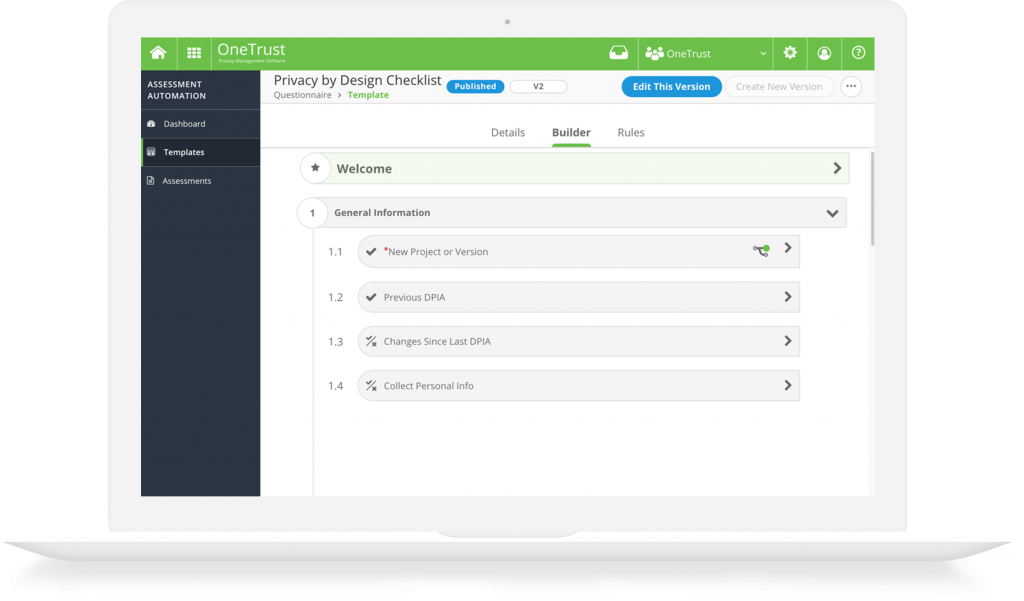 OneTrust
Privacy Management Software
OneTrust
ASSESSMENT
AUTOMATION
Dashboard
Templates
Assessments
Privacy by Design Checklist
Published
V2
Edit This Version
Create New Version
Questionnaire > Template
Details
Builder
Rules
Welcome
1
General Information
1.1
*New Project or Version
1.2
Previous DPIA
1.3
Changes Since Last DPIA
1.4
Collect Personal Info